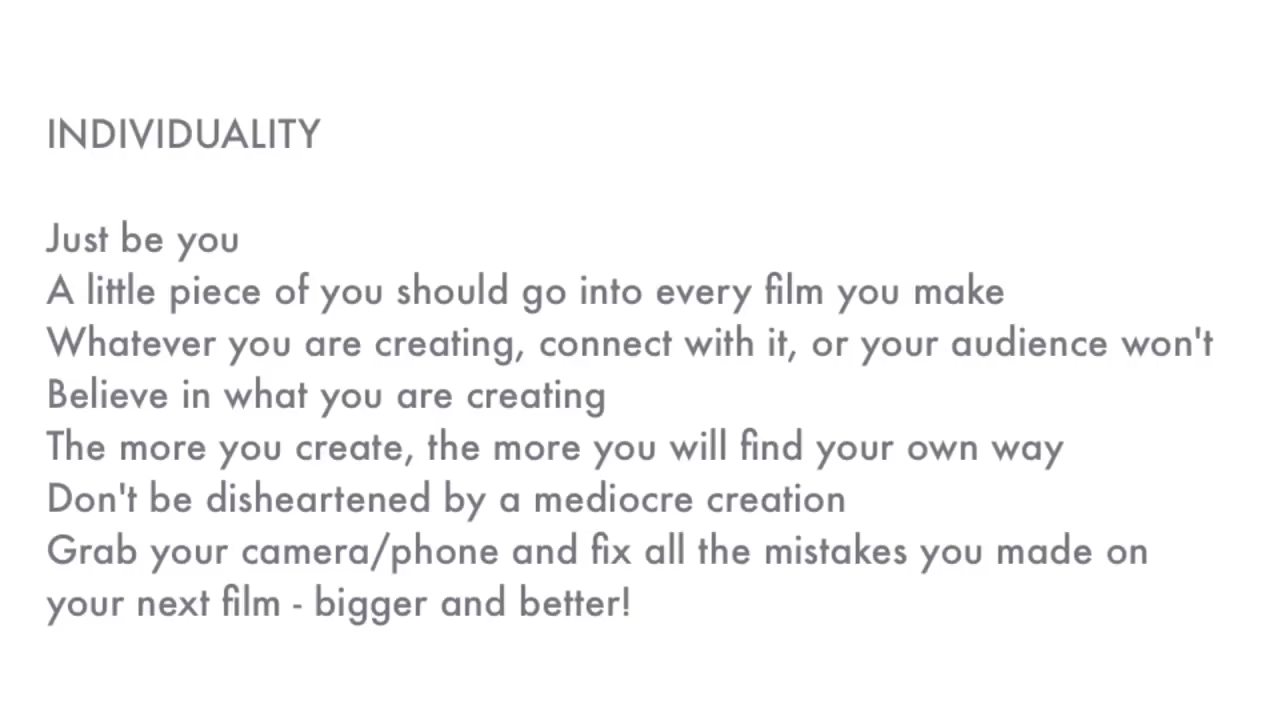 INDIVIDUALITY
Just be you
A little piece of you should go into every film you make
Whatever you are creating, connect with it, or your audience won't
Believe in what you are creating
The more you create, the more you will find your own way
Don't be disheartened by a mediocre creation
Grab your camera/phone and fix all the mistakes you made on
your next film - bigger and better!